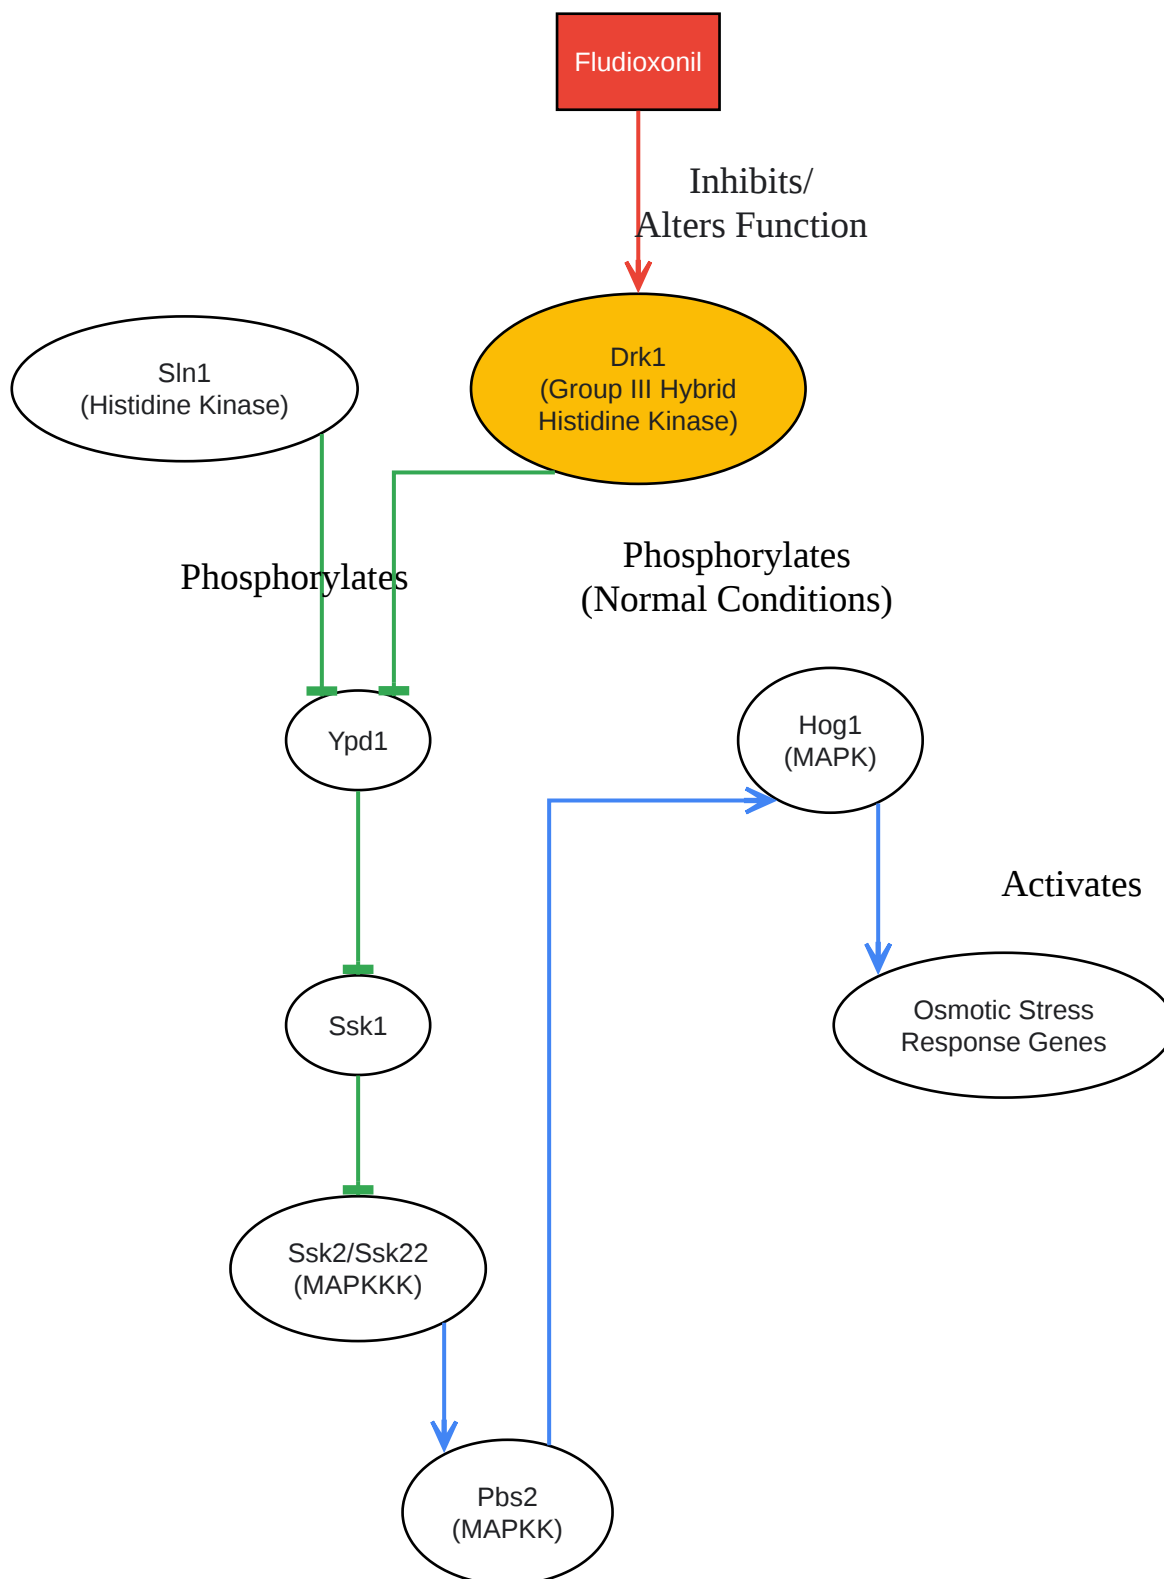 Fludioxonil
Inhibits/
Alters Function
Sln1
(Histidine Kinase)
Drk1
(Group III Hybrid
Histidine Kinase)
Phosphorylates
Phosphorylates
(Normal Conditions)
Ypd1
Hog1
(MAPK)
Activates
Ssk1
Osmotic Stress
Response Genes
Ssk2/Ssk22
(MAPKKK)
Pbs2
(MAPKK)